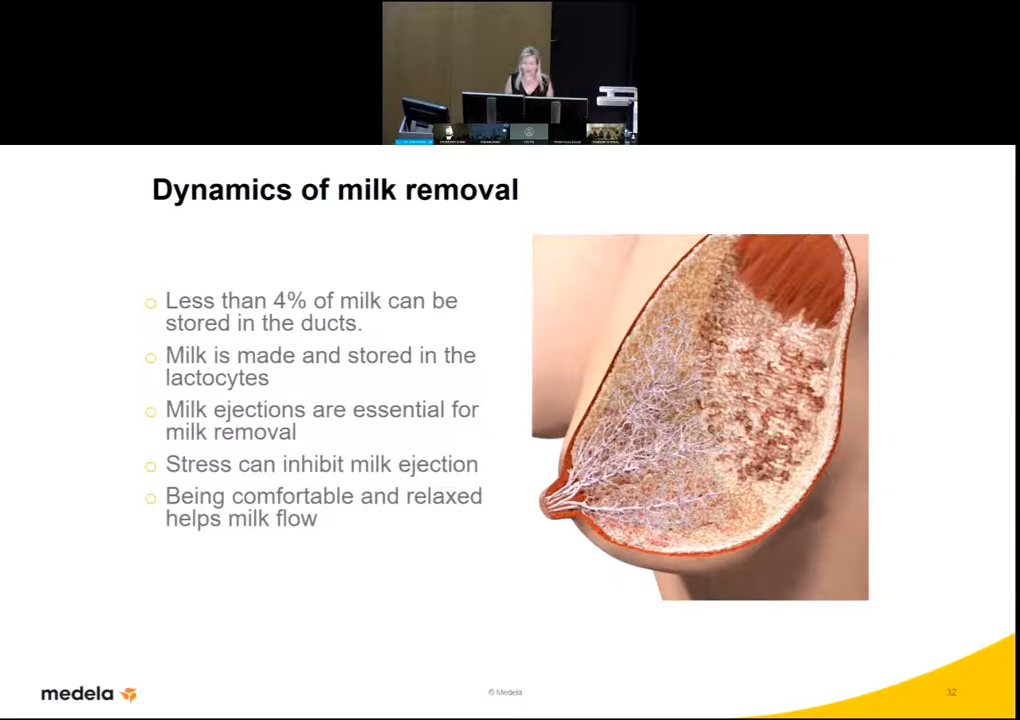 Dynamics of milk removal
Less than 4% of milk can be
stored in the ducts.
Milk is made and stored in the
lactocytes
Milk ejections are essential for
milk removal
Stress can inhibit milk ejection
Being comfortable and relaxed
helps milk flow
medela
© Medela
32